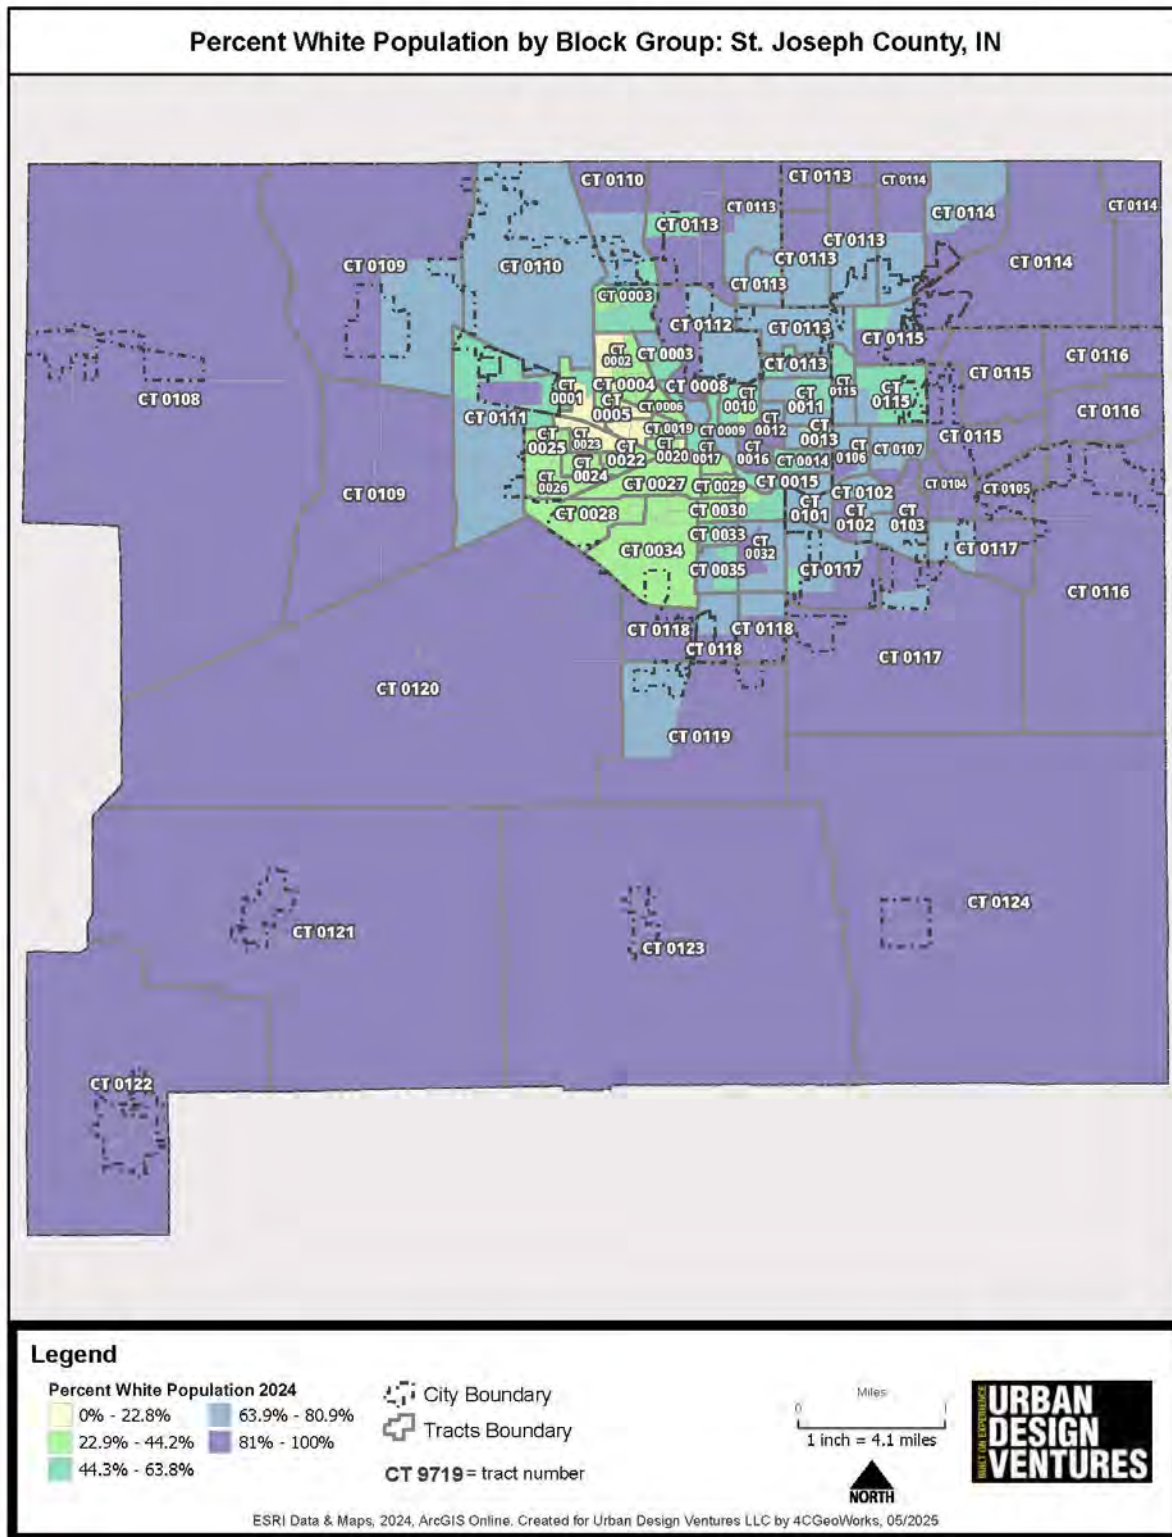 Percent White Population by Block Group: St. Joseph County, IN
CT 0110
CT 0113
CT 0114
CT 0114
CT 0113
CT 0114
CT 0113
CT 0113
CT 0109
CT 0110
CT 0113
CT 0114
CT 0113
CT 0003
CT 0112
CT 0113
CT 0115
CT 0002
CT 0003
CT 0113
CT 0116
CT 0115
CT 0004
CT 0008
CT 0115
CT 0108
CT 0001
CT 0005
CT 0006
CT 0010
CT 0011
CT 0115
CT 0116
CT 0111
CT 0019
CT 0009
CT 0012
CT 0013
CT 0115
CT 0025
CT 0023
CT 0022
CT 0020
CT 0017
CT 0016
CT 0106
CT 0107
CT 0024
CT 0014
CT 0026
CT 0027
CT 0029
CT 0015
CT 0102
CT 0104
CT 0105
CT 0109
CT 0028
CT 0030
CT 0101
CT 0102
CT 0103
CT 0034
CT 0033
CT 0032
CT 0117
CT 0035
CT 0117
CT 0116
CT 0118
CT 0118
CT 0118
CT 0117
CT 0120
CT 0119
CT 0124
CT 0121
CT 0123
CT 0122
Legend
Percent White Population 2024
0% - 22.8%
22.9% - 44.2%
44.3% - 63.8%
63.9% - 80.9%
81% - 100%
City Boundary
Tracts Boundary
CT 9719 = tract number
Miles
0 1
1 inch = 4.1 miles
NORTH
BUILT ON EXPERIENCE
URBAN
DESIGN
VENTURES
ESRI Data & Maps, 2024, ArcGIS Online. Created for Urban Design Ventures LLC by 4CGeoWorks, 05/2025